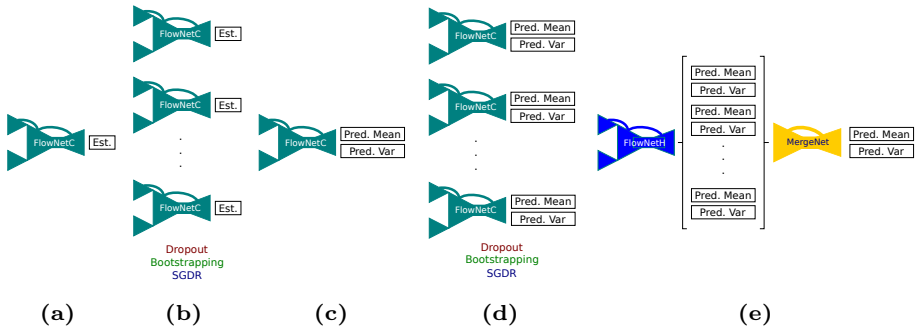 FlowNetC
Est.
(a)
FlowNetC
Est.
FlowNetC
Est.
.
.
.
FlowNetC
Est.
Dropout
Bootstrapping
SGDR
(b)
FlowNetC
Pred. Mean
Pred. Var
(c)
FlowNetC
Pred. Mean
Pred. Var
FlowNetC
Pred. Mean
Pred. Var
.
.
.
FlowNetC
Pred. Mean
Pred. Var
Dropout
Bootstrapping
SGDR
(d)
FlowNetH
Pred. Mean
Pred. Var
Pred. Mean
Pred. Var
.
.
.
Pred. Mean
Pred. Var
MergeNet
Pred. Mean
Pred. Var
(e)